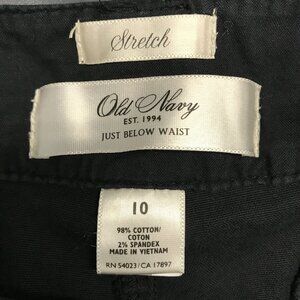 Stretch
Old Navy
EST. 1994
JUST BELOW WAIST
10
98% COTTON/
COTON
2% SPANDEX
MADE IN VIETNAM
RN 54023/CA 17897